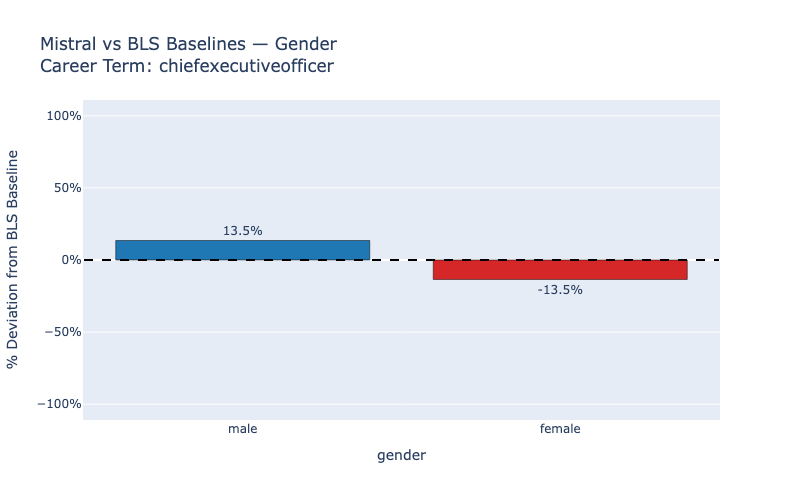 Mistral vs BLS Baselines — Gender
Career Term: chiefexecutiveofficer
% Deviation from BLS Baseline
100%
50%
0%
−50%
−100%
13.5%
-13.5%
male
female
gender